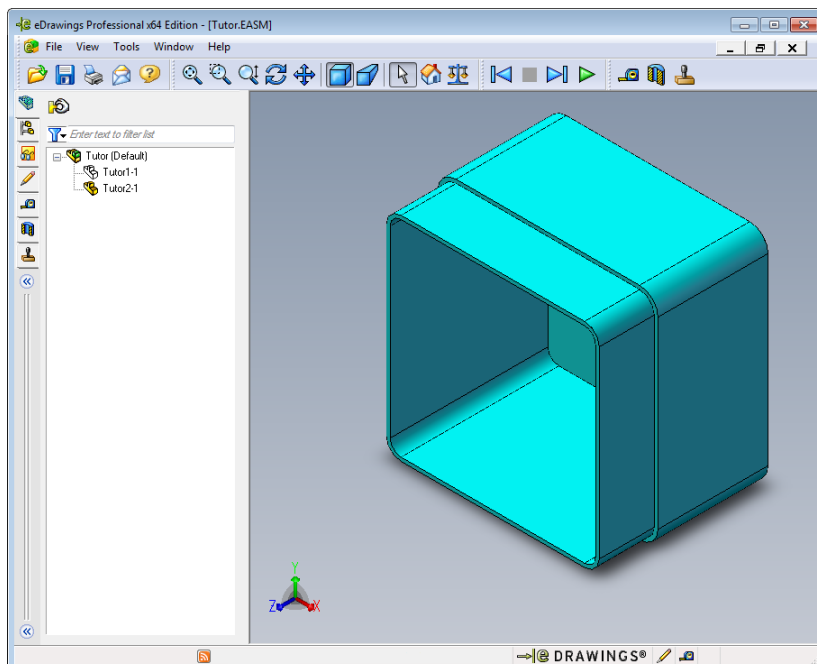 eDrawings Professional x64 Edition - [Tutor.EASM]
File View Tools Window Help
Enter text to filter list
Tutor (Default)
Tutor1-1
Tutor2-1
Y
Z X
e DRAWINGS®